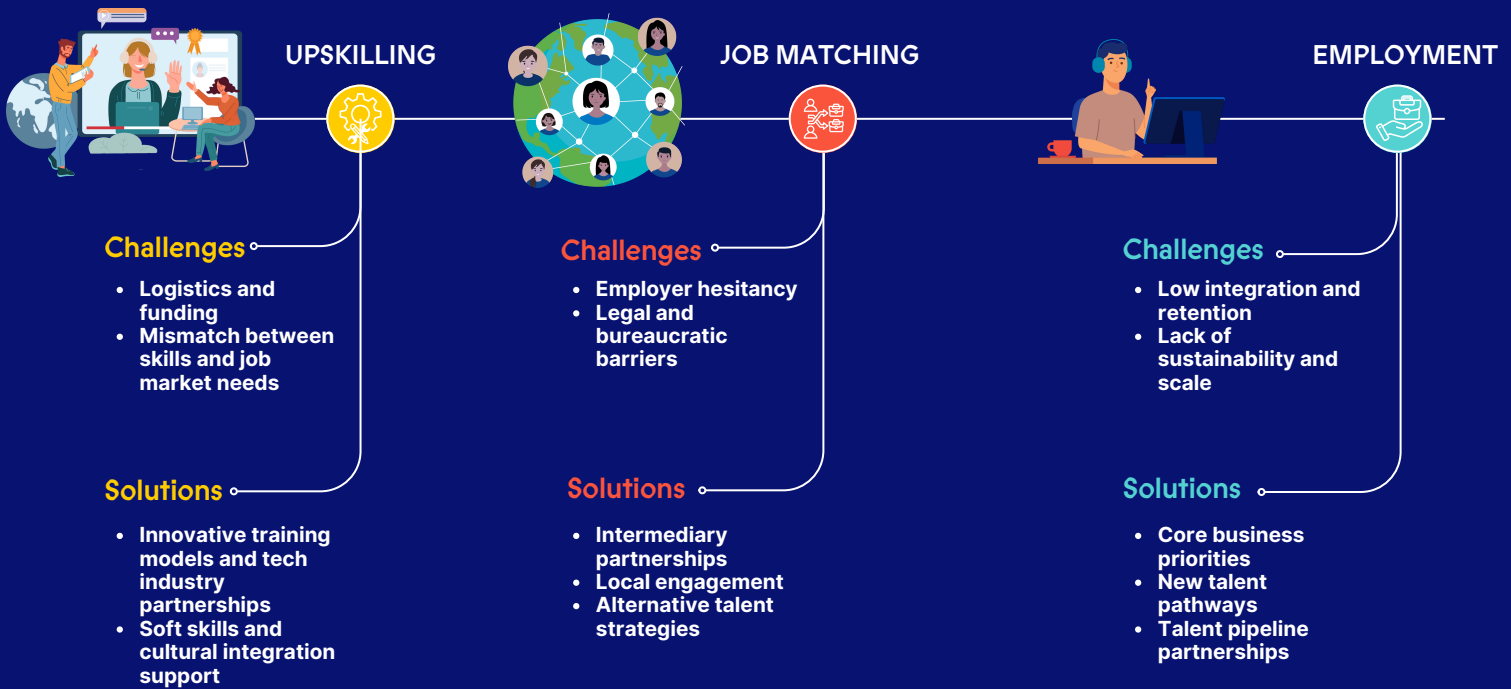 UPSKILLING
JOB MATCHING
EMPLOYMENT
Challenges
• Logistics and
funding
• Mismatch between
skills and job
market needs
Solutions
• Innovative training
models and tech
industry
partnerships
• Soft skills and
cultural integration
support
Challenges
• Employer hesitancy
• Legal and
bureaucratic
barriers
Solutions
• Intermediary
partnerships
• Local engagement
• Alternative talent
strategies
Challenges
• Low integration and
retention
• Lack of
sustainability and
scale
Solutions
• Core business
priorities
• New talent
pathways
• Talent pipeline
partnerships